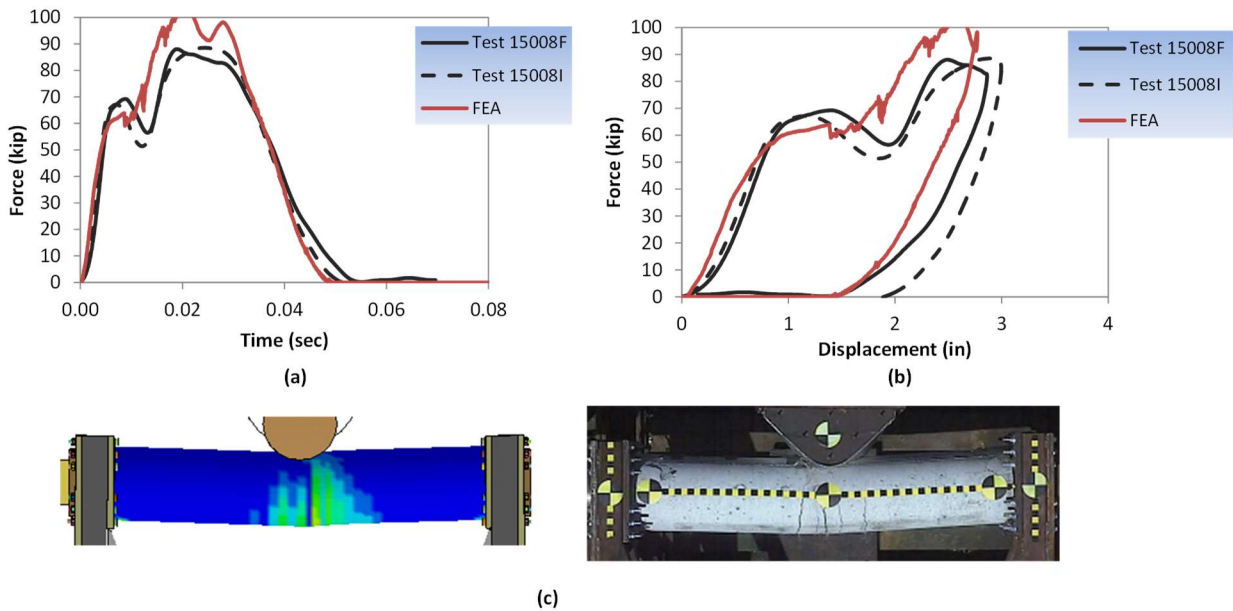 100
90
80
70
60
50
40
30
20
10
0
Force (kip)
0.00
0.02
0.04
0.06
0.08
Time (sec)
Test 15008F
Test 15008I
FEA
(a)
100
90
80
70
60
50
40
30
20
10
0
Force (kip)
0
1
2
3
4
Displacement (in)
Test 15008F
Test 15008I
FEA
(b)
(c)